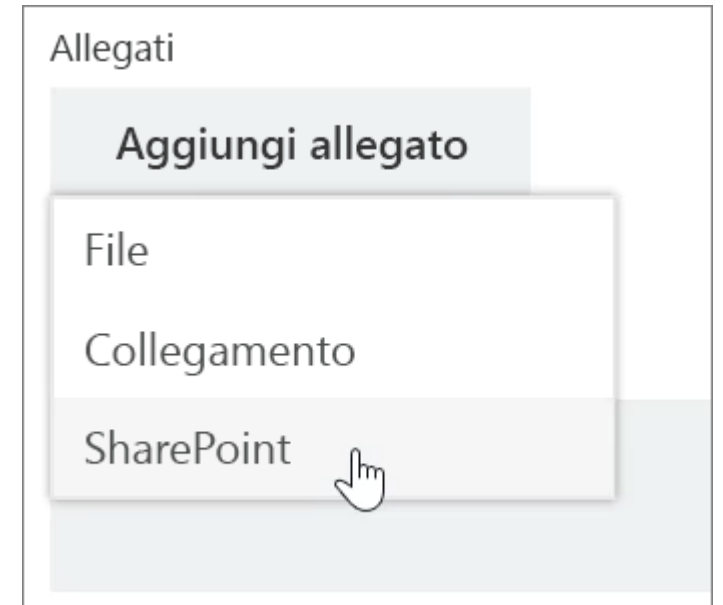 Allegati
Aggiungi allegato
File
Collegamento
SharePoint